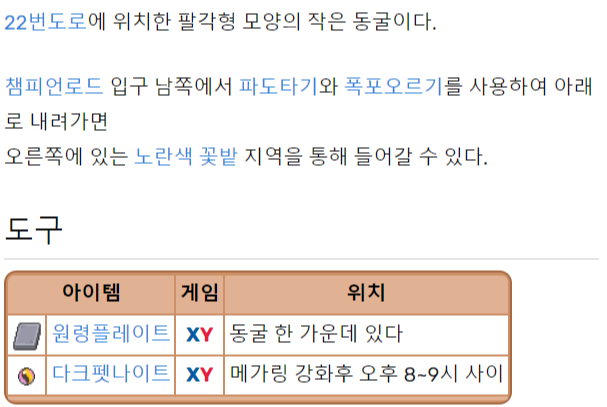 22번도로에 위치한 팔각형 모양의 작은 동굴이다.
챔피언로드 입구 남쪽에서 파도타기와 폭포오르기를 사용하여 아래
로 내려가면
오른쪽에 있는 노란색 꽃밭 지역을 통해 들어갈 수 있다.
도구
아이템 게임 위치
원령플레이트 XY 동굴 한 가운데 있다
다크펫나이트 XY 메가링 강화후 오후 8~9시 사이